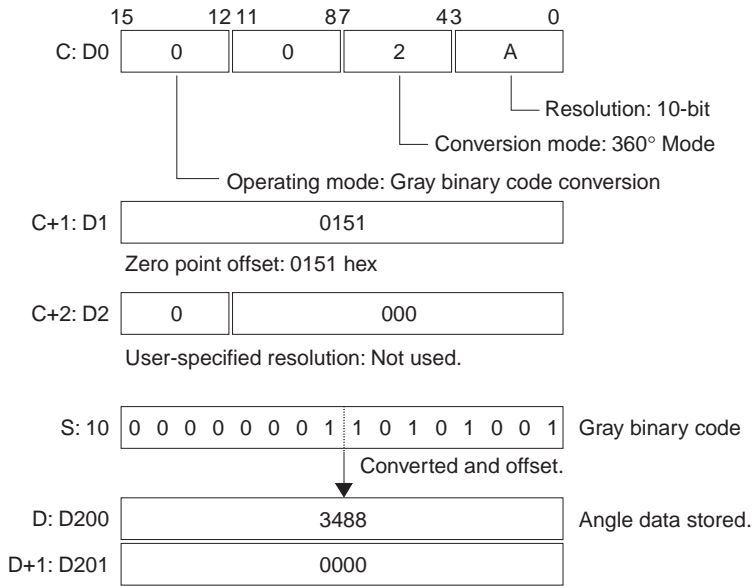 15 12 11 8 7 4 3 0
C: D0 0 0 2 A
Resolution: 10-bit
Conversion mode: 360° Mode
Operating mode: Gray binary code conversion
C+1: D1 0151
Zero point offset: 0151 hex
C+2: D2 0 000
User-specified resolution: Not used.
S: 10 0 0 0 0 0 0 0 1 1 0 1 0 1 0 0 1 Gray binary code
Converted and offset.
D: D200 3488 Angle data stored.
D+1: D201 0000